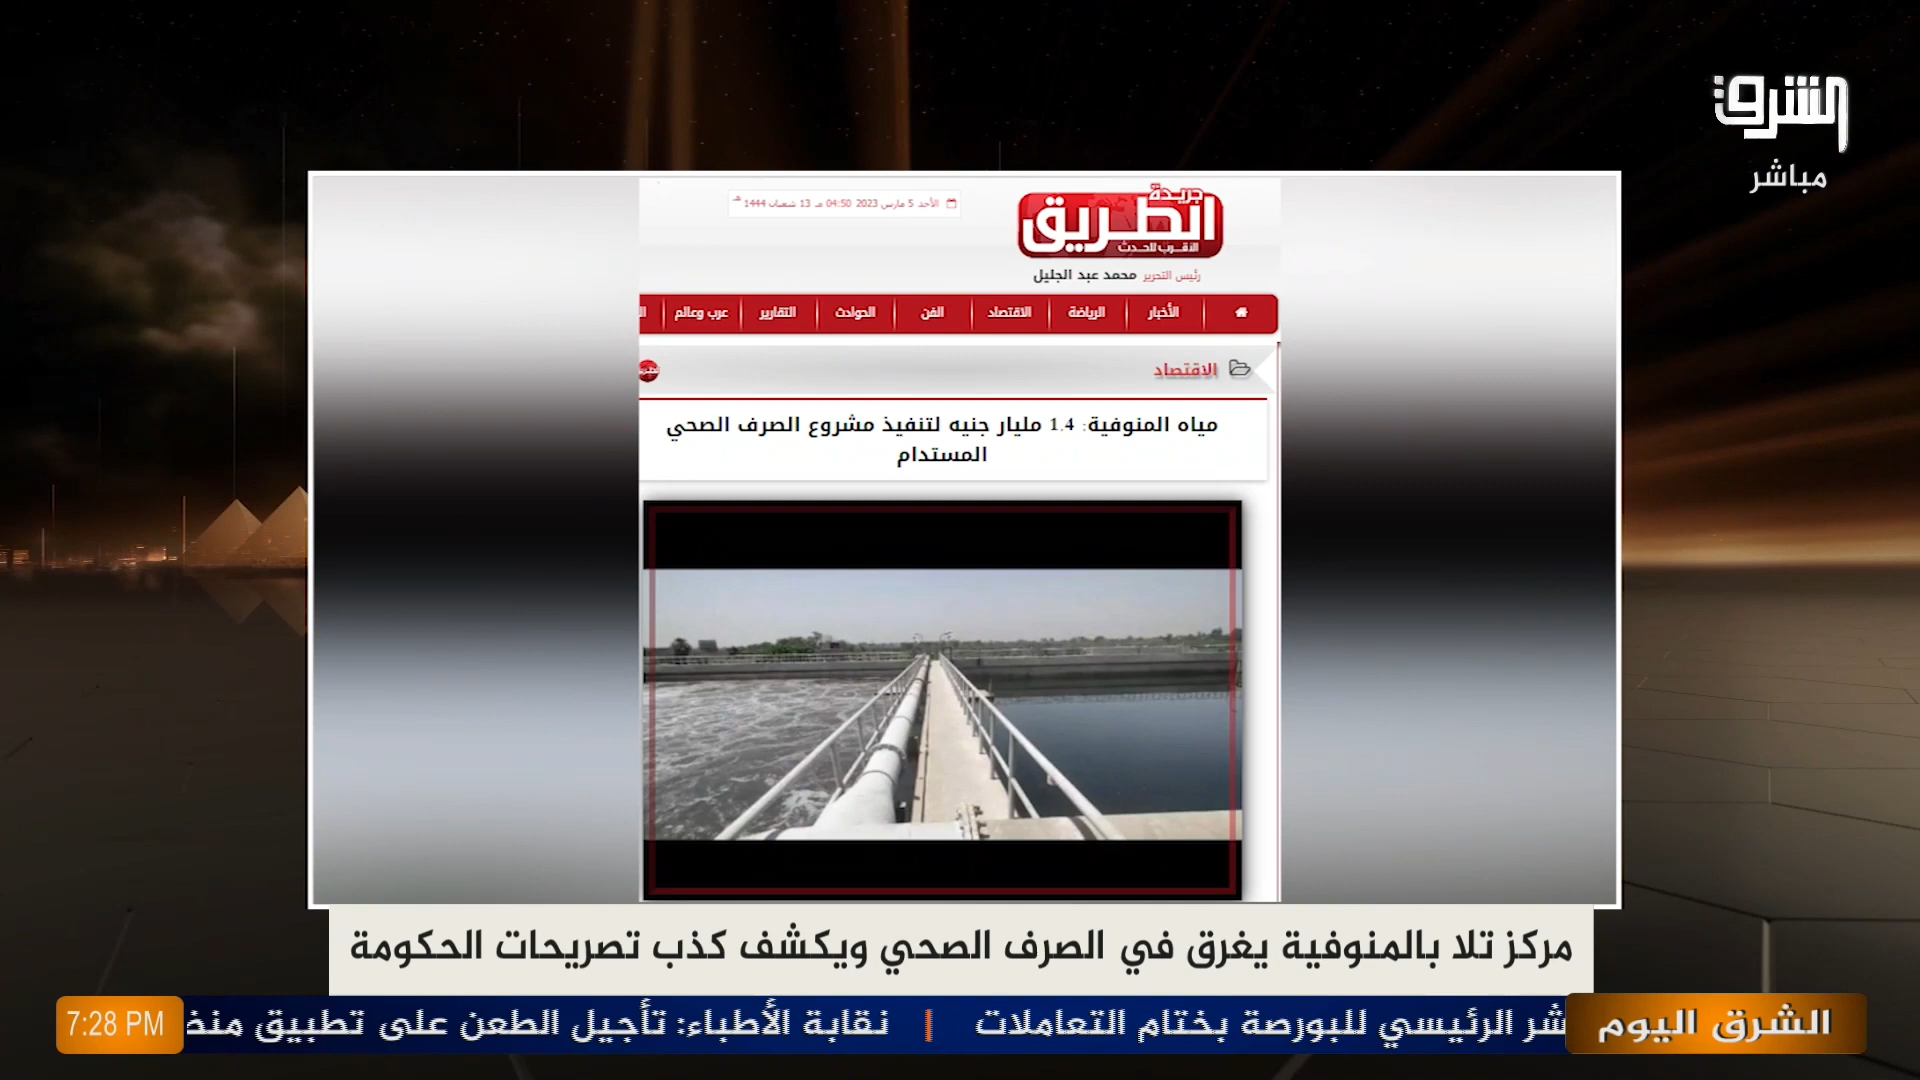 الشرق
مباشر
جريدة
الطريق
الأقرب للحدث
رئيس التحرير محمد عبد الجليل
الأحد 5 مارس 2023 04:50 مـ 13 شعبان 1444 هـ
الأخبار
الرياضة
الاقتصاد
الفن
الحوادث
التقارير
عرب وعالم
الاقتصاد
مياه المنوفية: 1.4 مليار جنيه لتنفيذ مشروع الصرف الصحي
المستدام
مركز تلا بالمنوفية يغرق في الصرف الصحي ويكشف كذب تصريحات الحكومة
الشرق اليوم
شر الرئيسي للبورصة بختام التعاملات | نقابة الأطباء: تأجيل الطعن على تطبيق منظ
7:28 PM